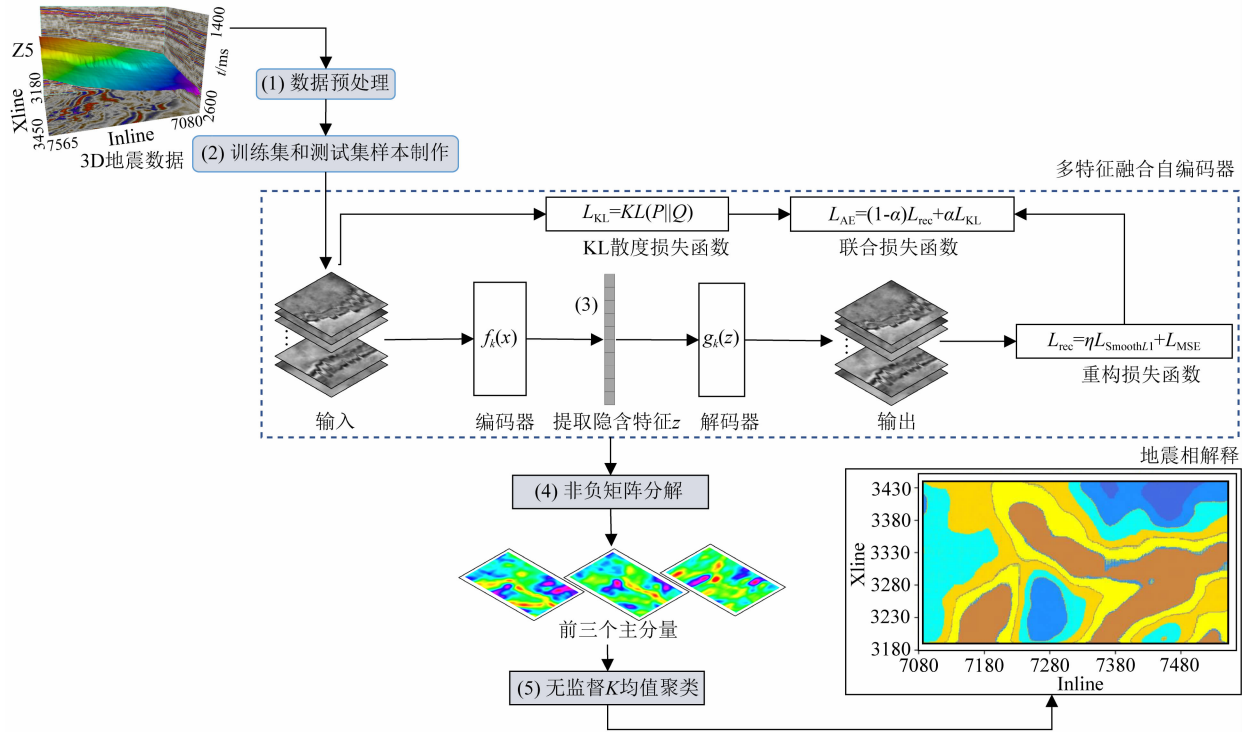 1400
t/ms
2600
Z5
3180
Xline
3450
7565
Inline
7080
3D地震数据
(1) 数据预处理
(2) 训练集和测试集样本制作
多特征融合自编码器
L_KL=KL(P||Q)
KL散度损失函数
L_AE=(1-α)L_rec+αL_KL
联合损失函数
(3)
f_k(x)
g_k(z)
L_rec=ηL_SmoothL1+L_MSE
重构损失函数
输入
编码器
提取隐含特征z
解码器
输出
(4) 非负矩阵分解
前三个主分量
(5) 无监督K均值聚类
地震相解释
3430
3380
3330
3280
3230
3180
Xline
7080
7180
7280
7380
7480
Inline